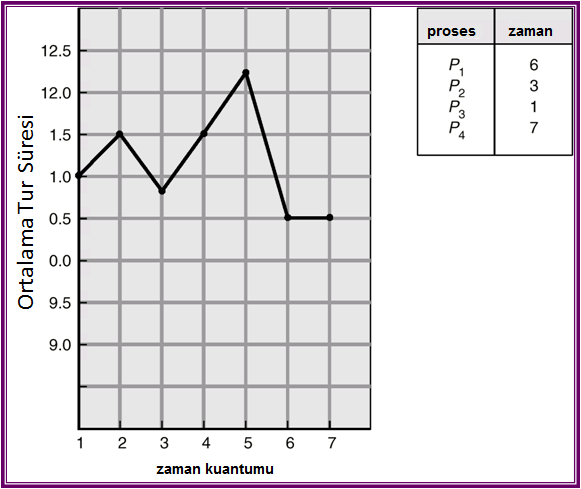 Ortalama Tur Süresi
12.5
12.0
1.5
1.0
0.5
0.0
9.5
9.0
1 2 3 4 5 6 7
zaman kuantumu
proses zaman
P1 6
P2 3
P3 1
P4 7